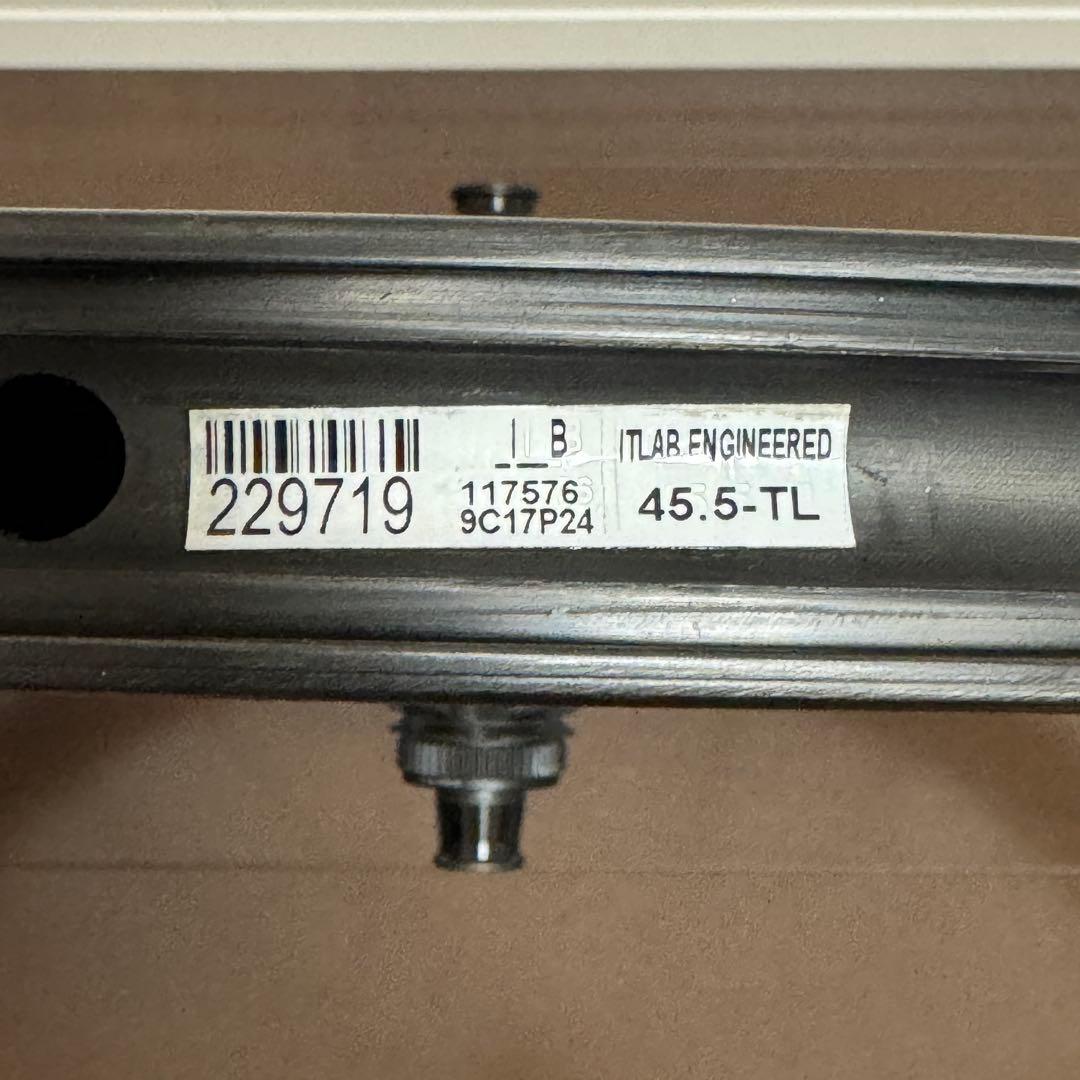 229719
I B
117576
9C17P24
ITLAB ENGINEERED
45.5-TL